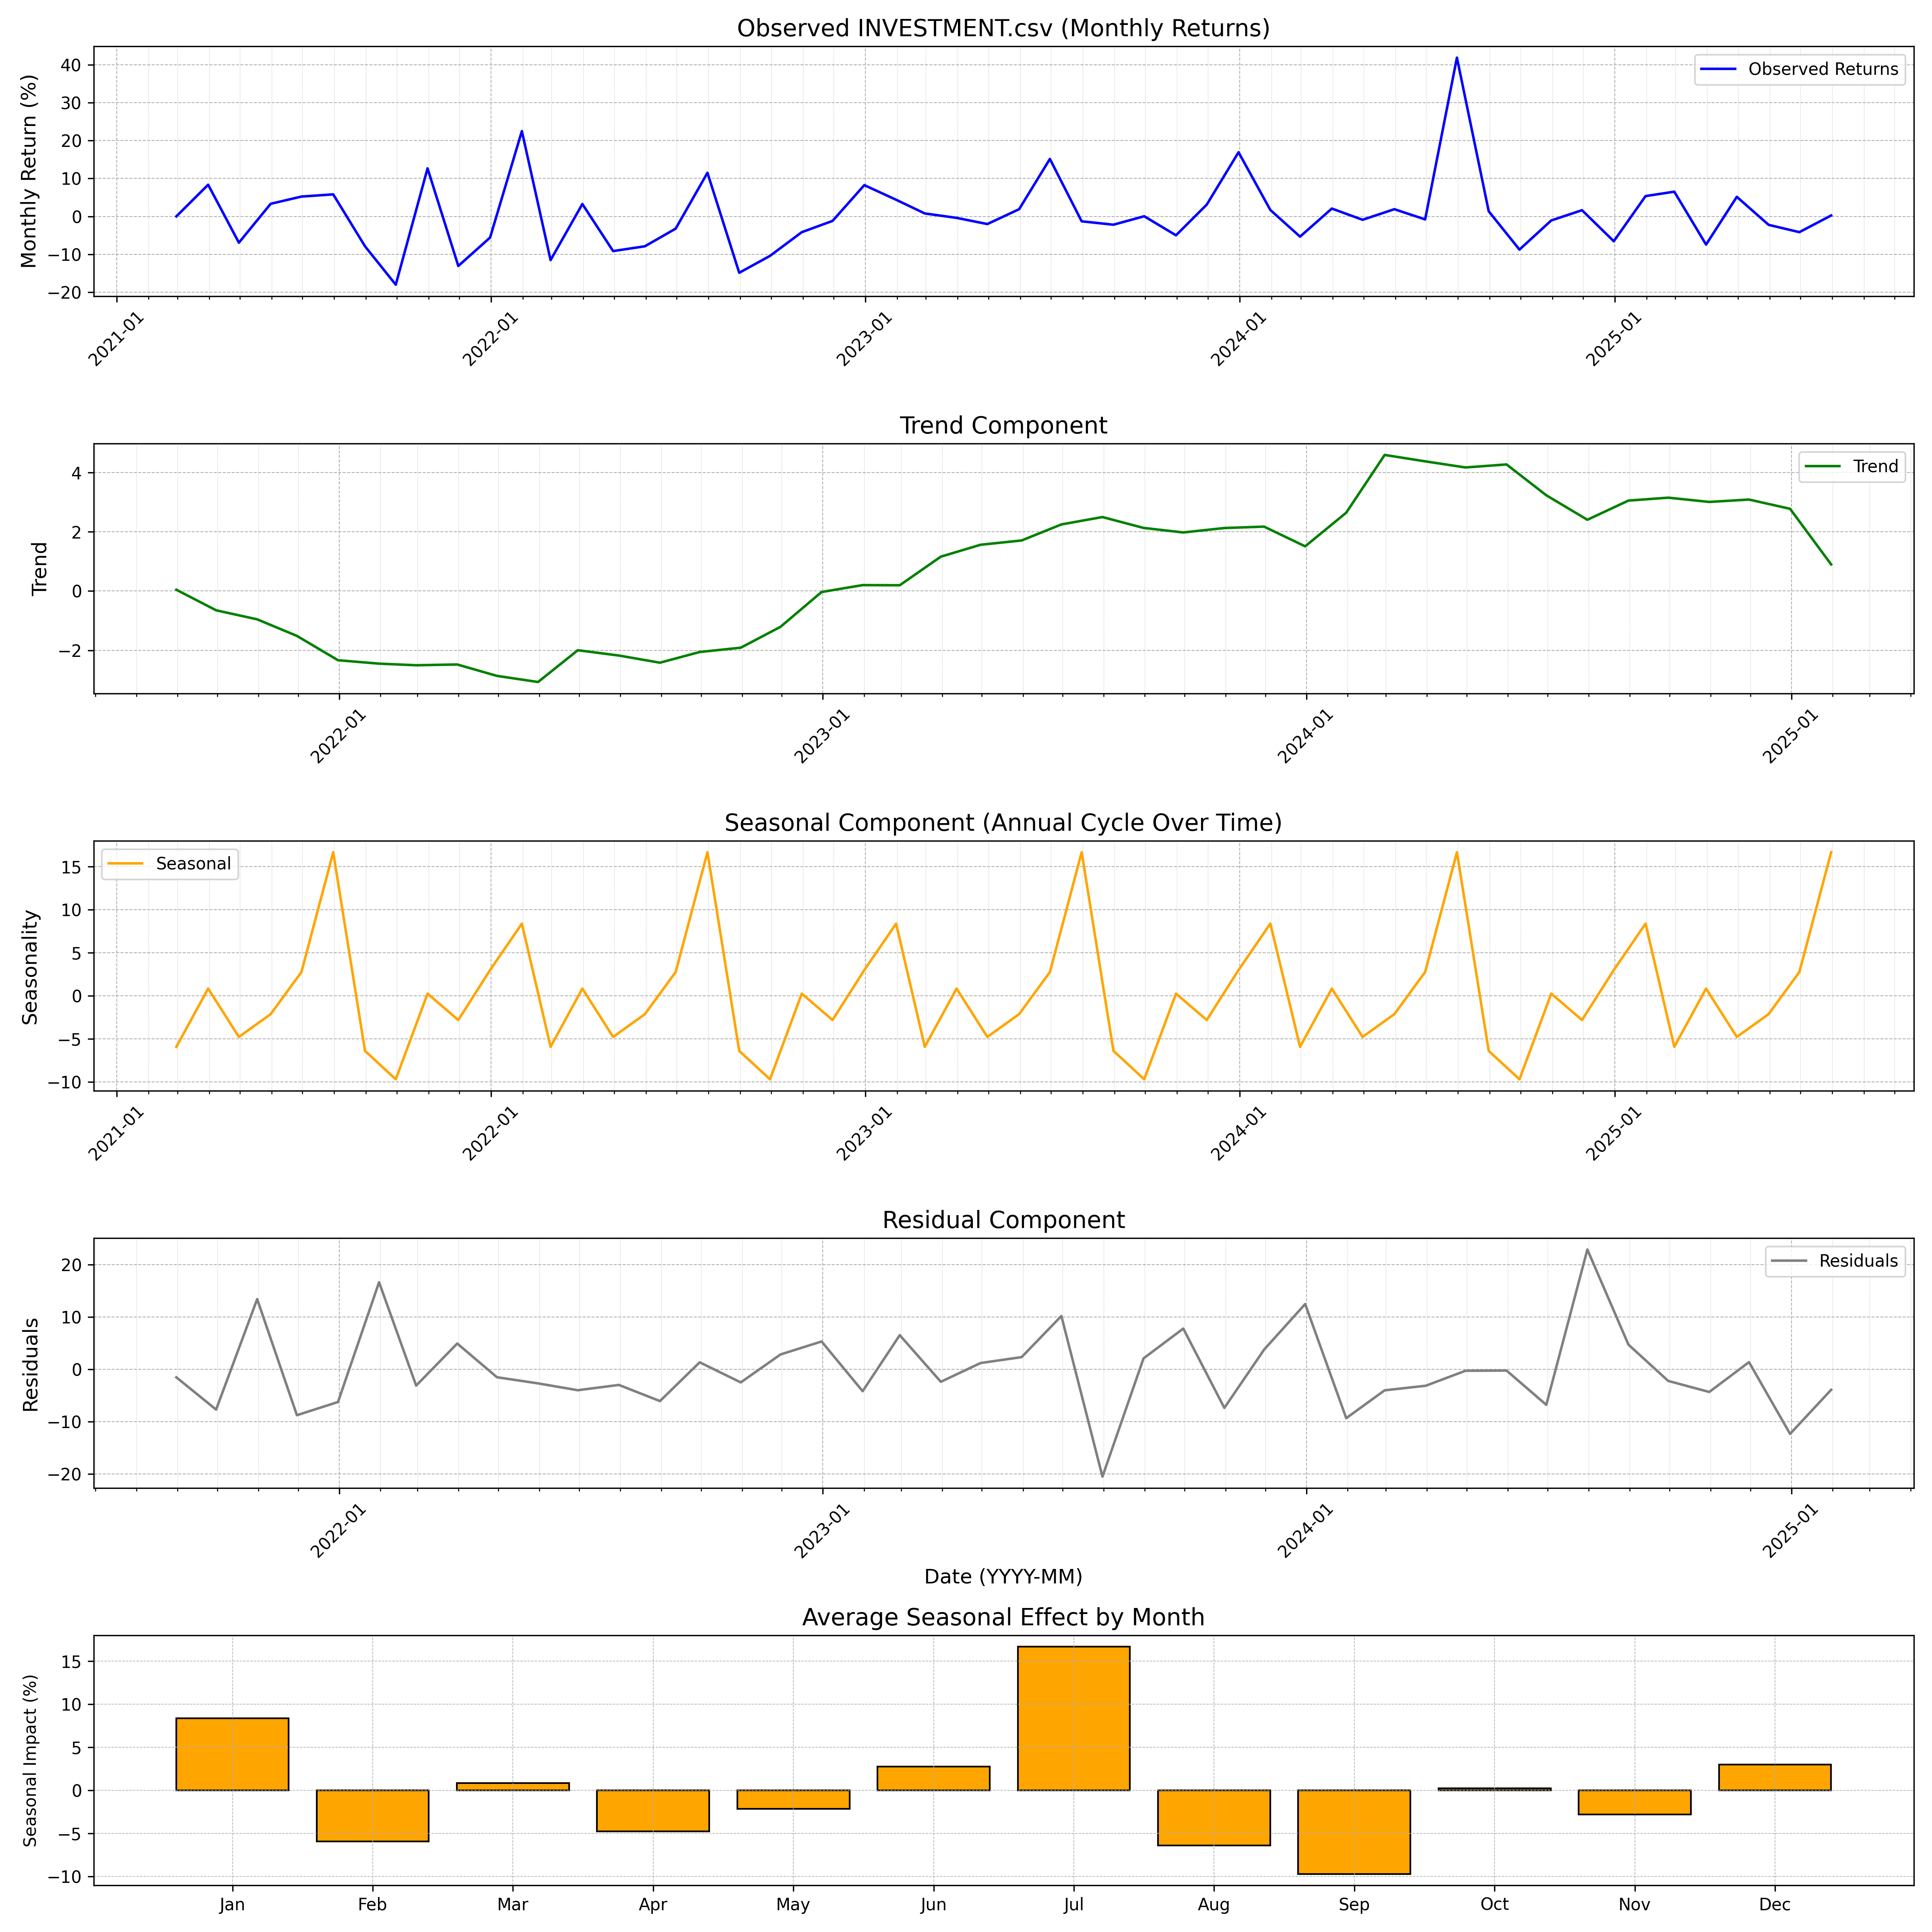 Observed INVESTMENT.csv (Monthly Returns)
Monthly Return (%)
40
30
20
10
0
−10
−20
Observed Returns
2021-01
2022-01
2023-01
2024-01
2025-01
Trend Component
Trend
4
2
0
−2
Trend
2022-01
2023-01
2024-01
2025-01
Seasonal Component (Annual Cycle Over Time)
Seasonality
15
10
5
0
−5
−10
Seasonal
2021-01
2022-01
2023-01
2024-01
2025-01
Residual Component
Residuals
20
10
0
−10
−20
Residuals
2022-01
2023-01
2024-01
2025-01
Date (YYYY-MM)
Average Seasonal Effect by Month
Seasonal Impact (%)
15
10
5
0
−5
−10
Jan
Feb
Mar
Apr
May
Jun
Jul
Aug
Sep
Oct
Nov
Dec